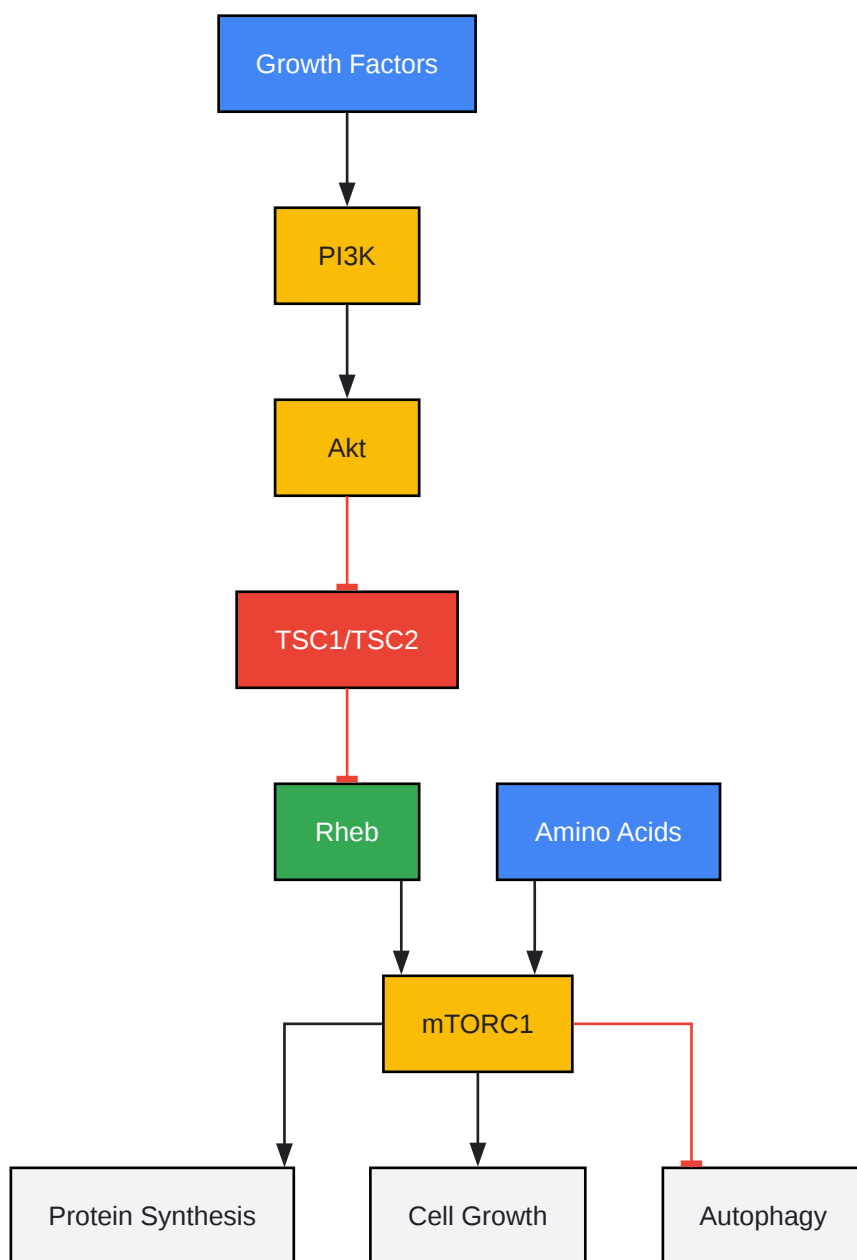 Growth Factors
PI3K
Akt
TSC1/TSC2
Rheb
Amino Acids
mTORC1
Protein Synthesis
Cell Growth
Autophagy